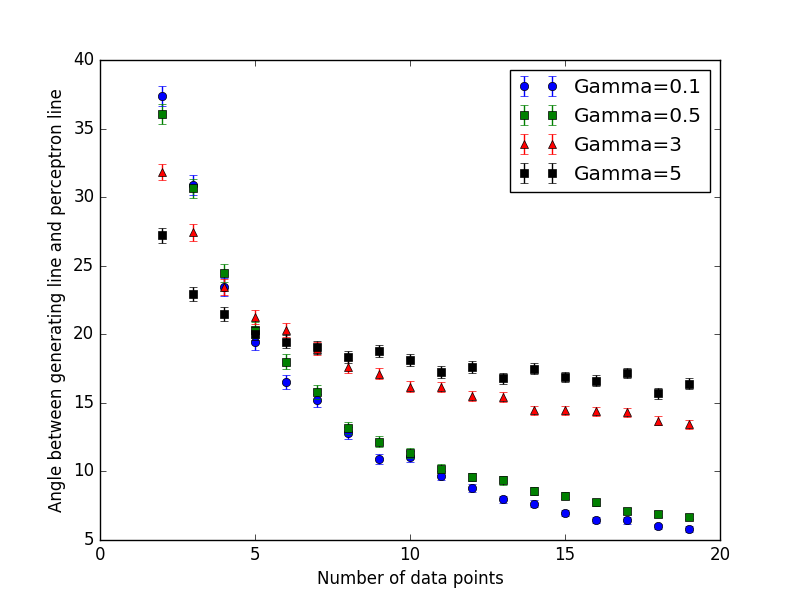 Gamma=0.1
Gamma=0.5
Gamma=3
Gamma=5
40
35
30
25
20
15
10
5
Angle between generating line and perceptron line
0 5 10 15 20
Number of data points